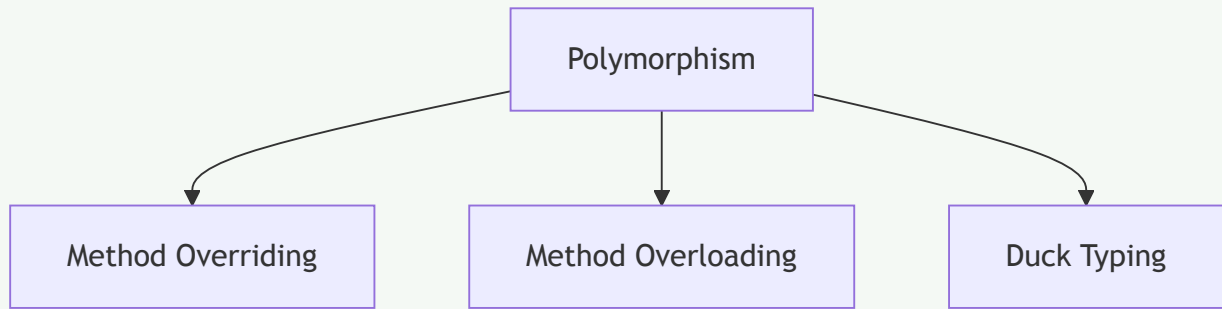 Polymorphism
Method Overriding
Method Overloading
Duck Typing